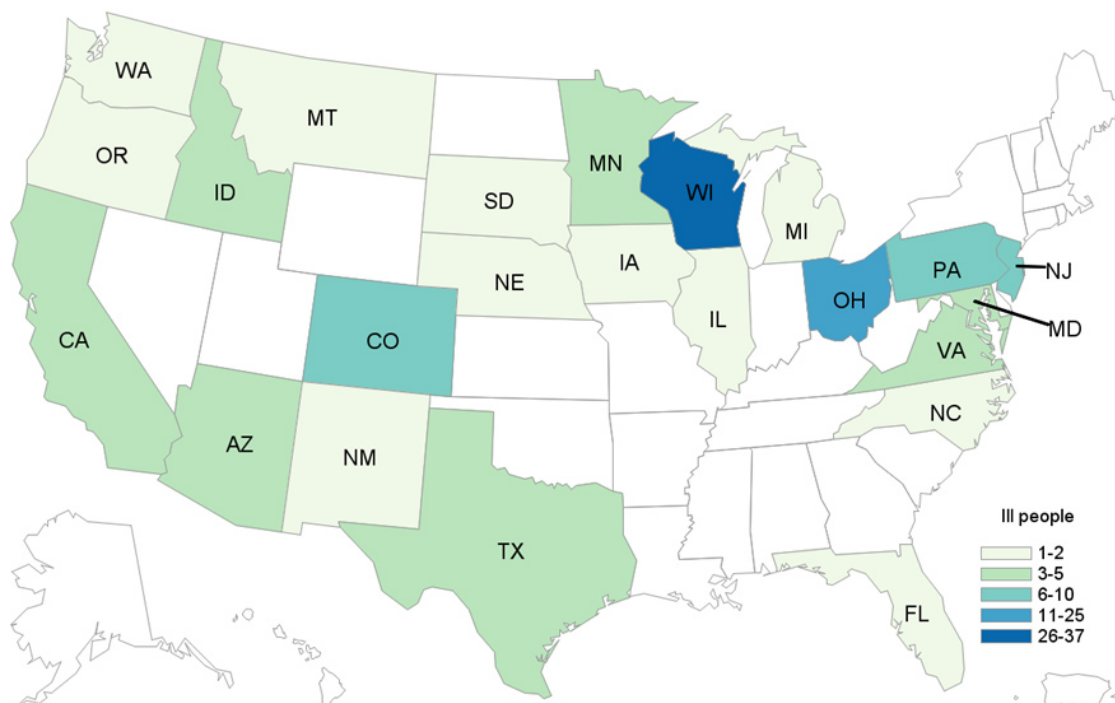 WA
MT
OR
ID
MN
WI
SD
MI
IA
NE
PA
NJ
OH
IL
CO
CA
MD
VA
NC
AZ
NM
TX
FL
Ill people
1-2
3-5
6-10
11-25
26-37